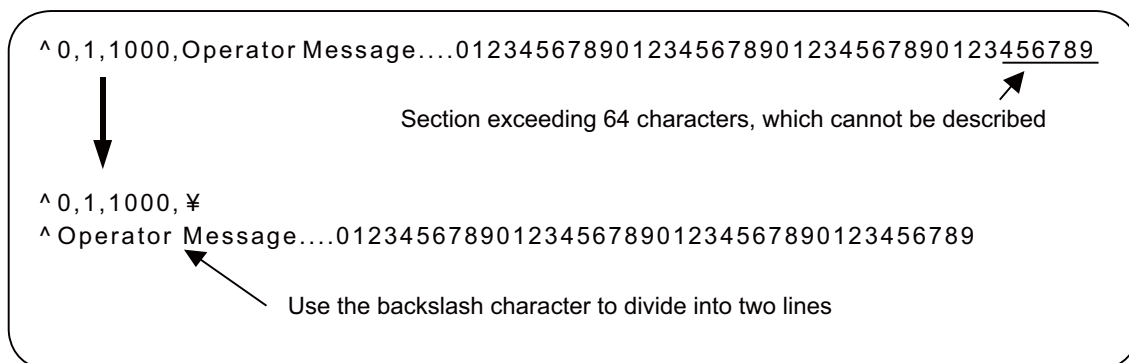 ^0,1,1000,Operator Message....0123456789012345678901234567890123456789
Section exceeding 64 characters, which cannot be described
^0,1,1000, ¥
^Operator Message....0123456789012345678901234567890123456789
Use the backslash character to divide into two lines